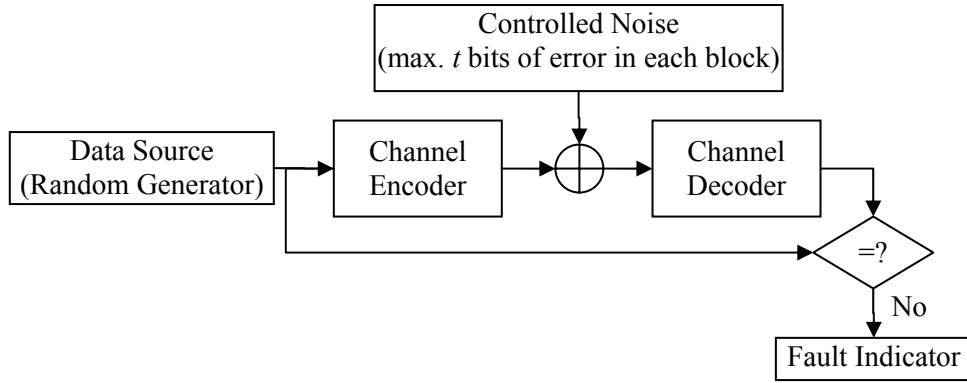 Controlled Noise
(max. t bits of error in each block)
Data Source
(Random Generator)
Channel
Encoder
Channel
Decoder
=?
No
Fault Indicator